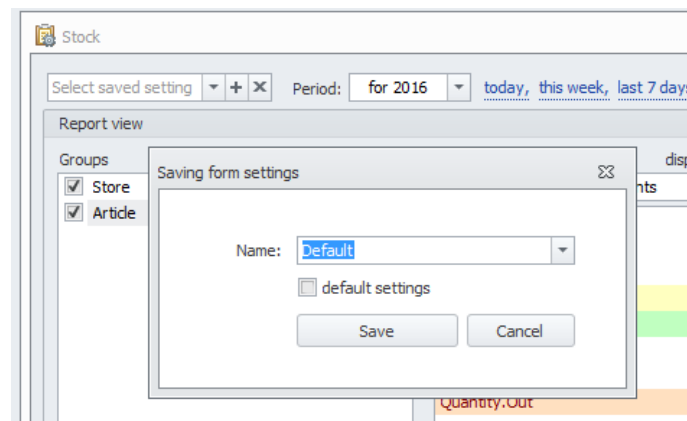 Stock
Select saved setting Period: for 2016 today, this week, last 7 days
Report view
Groups
Store
Article
Saving form settings
Name: Default
default settings
Save Cancel
Quantity.Out